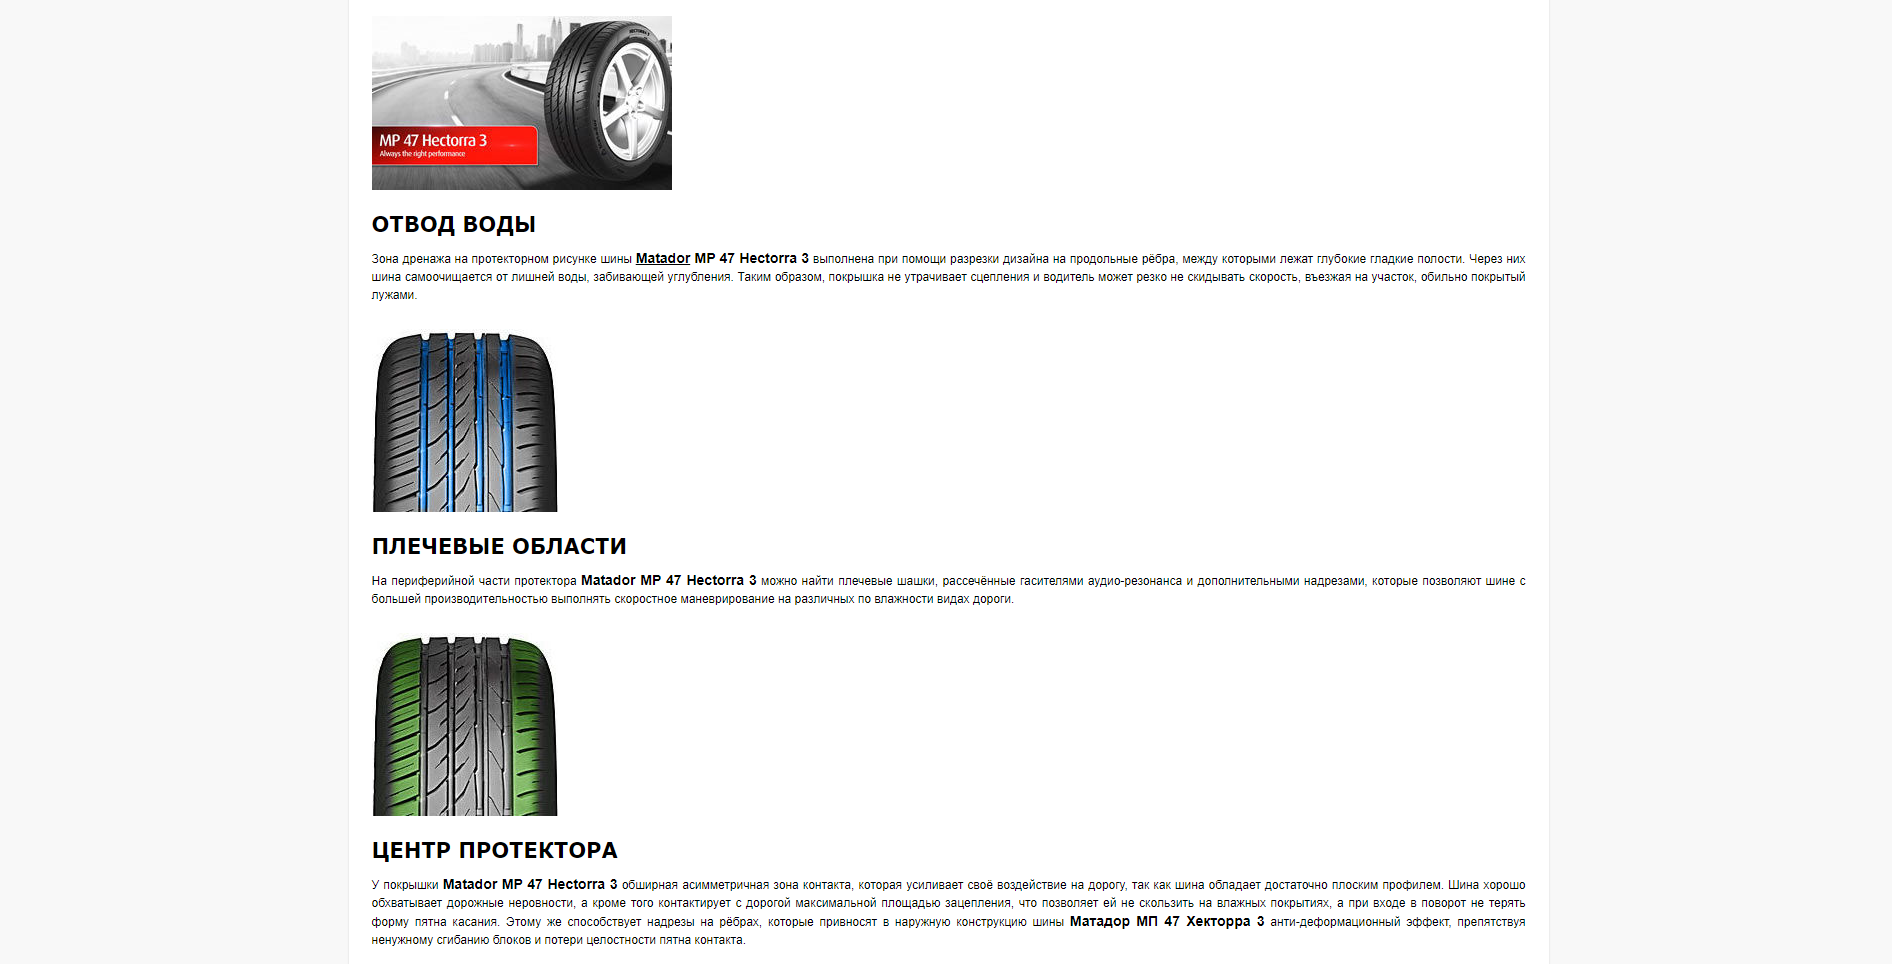 HECTORRA 3
MP 47 Hectorra 3
Always the right performance
ОТВОД ВОДЫ
Зона дренажа на протекторном рисунке шины Matador MP 47 Hectorra 3 выполнена при помощи разрезки дизайна на продольные рёбра, между которыми лежат глубокие гладкие полости. Через них
шина самоочищается от лишней воды, забивающей углубления. Таким образом, покрышка не утрачивает сцепления и водитель может резко не скидывать скорость, въезжая на участок, обильно покрытый
лужами.
ПЛЕЧЕВЫЕ ОБЛАСТИ
На периферийной части протектора Matador MP 47 Hectorra 3 можно найти плечевые шашки, рассечённые гасителями аудио-резонанса и дополнительными надрезами, которые позволяют шине с
большей производительностью выполнять скоростное маневрирование на различных по влажности видах дороги.
ЦЕНТР ПРОТЕКТОРА
У покрышки Matador MP 47 Hectorra 3 обширная асимметричная зона контакта, которая усиливает своё воздействие на дорогу, так как шина обладает достаточно плоским профилем. Шина хорошо
обхватывает дорожные неровности, а кроме того контактирует с дорогой максимальной площадью зацепления, что позволяет ей не скользить на влажных покрытиях, а при входе в поворот не терять
форму пятна касания. Этому же способствует надрезы на рёбрах, которые привносят в наружную конструкцию шины Матадор МП 47 Хекторра 3 анти-деформационный эффект, препятствуя
ненужному сгибанию блоков и потери целостности пятна контакта.